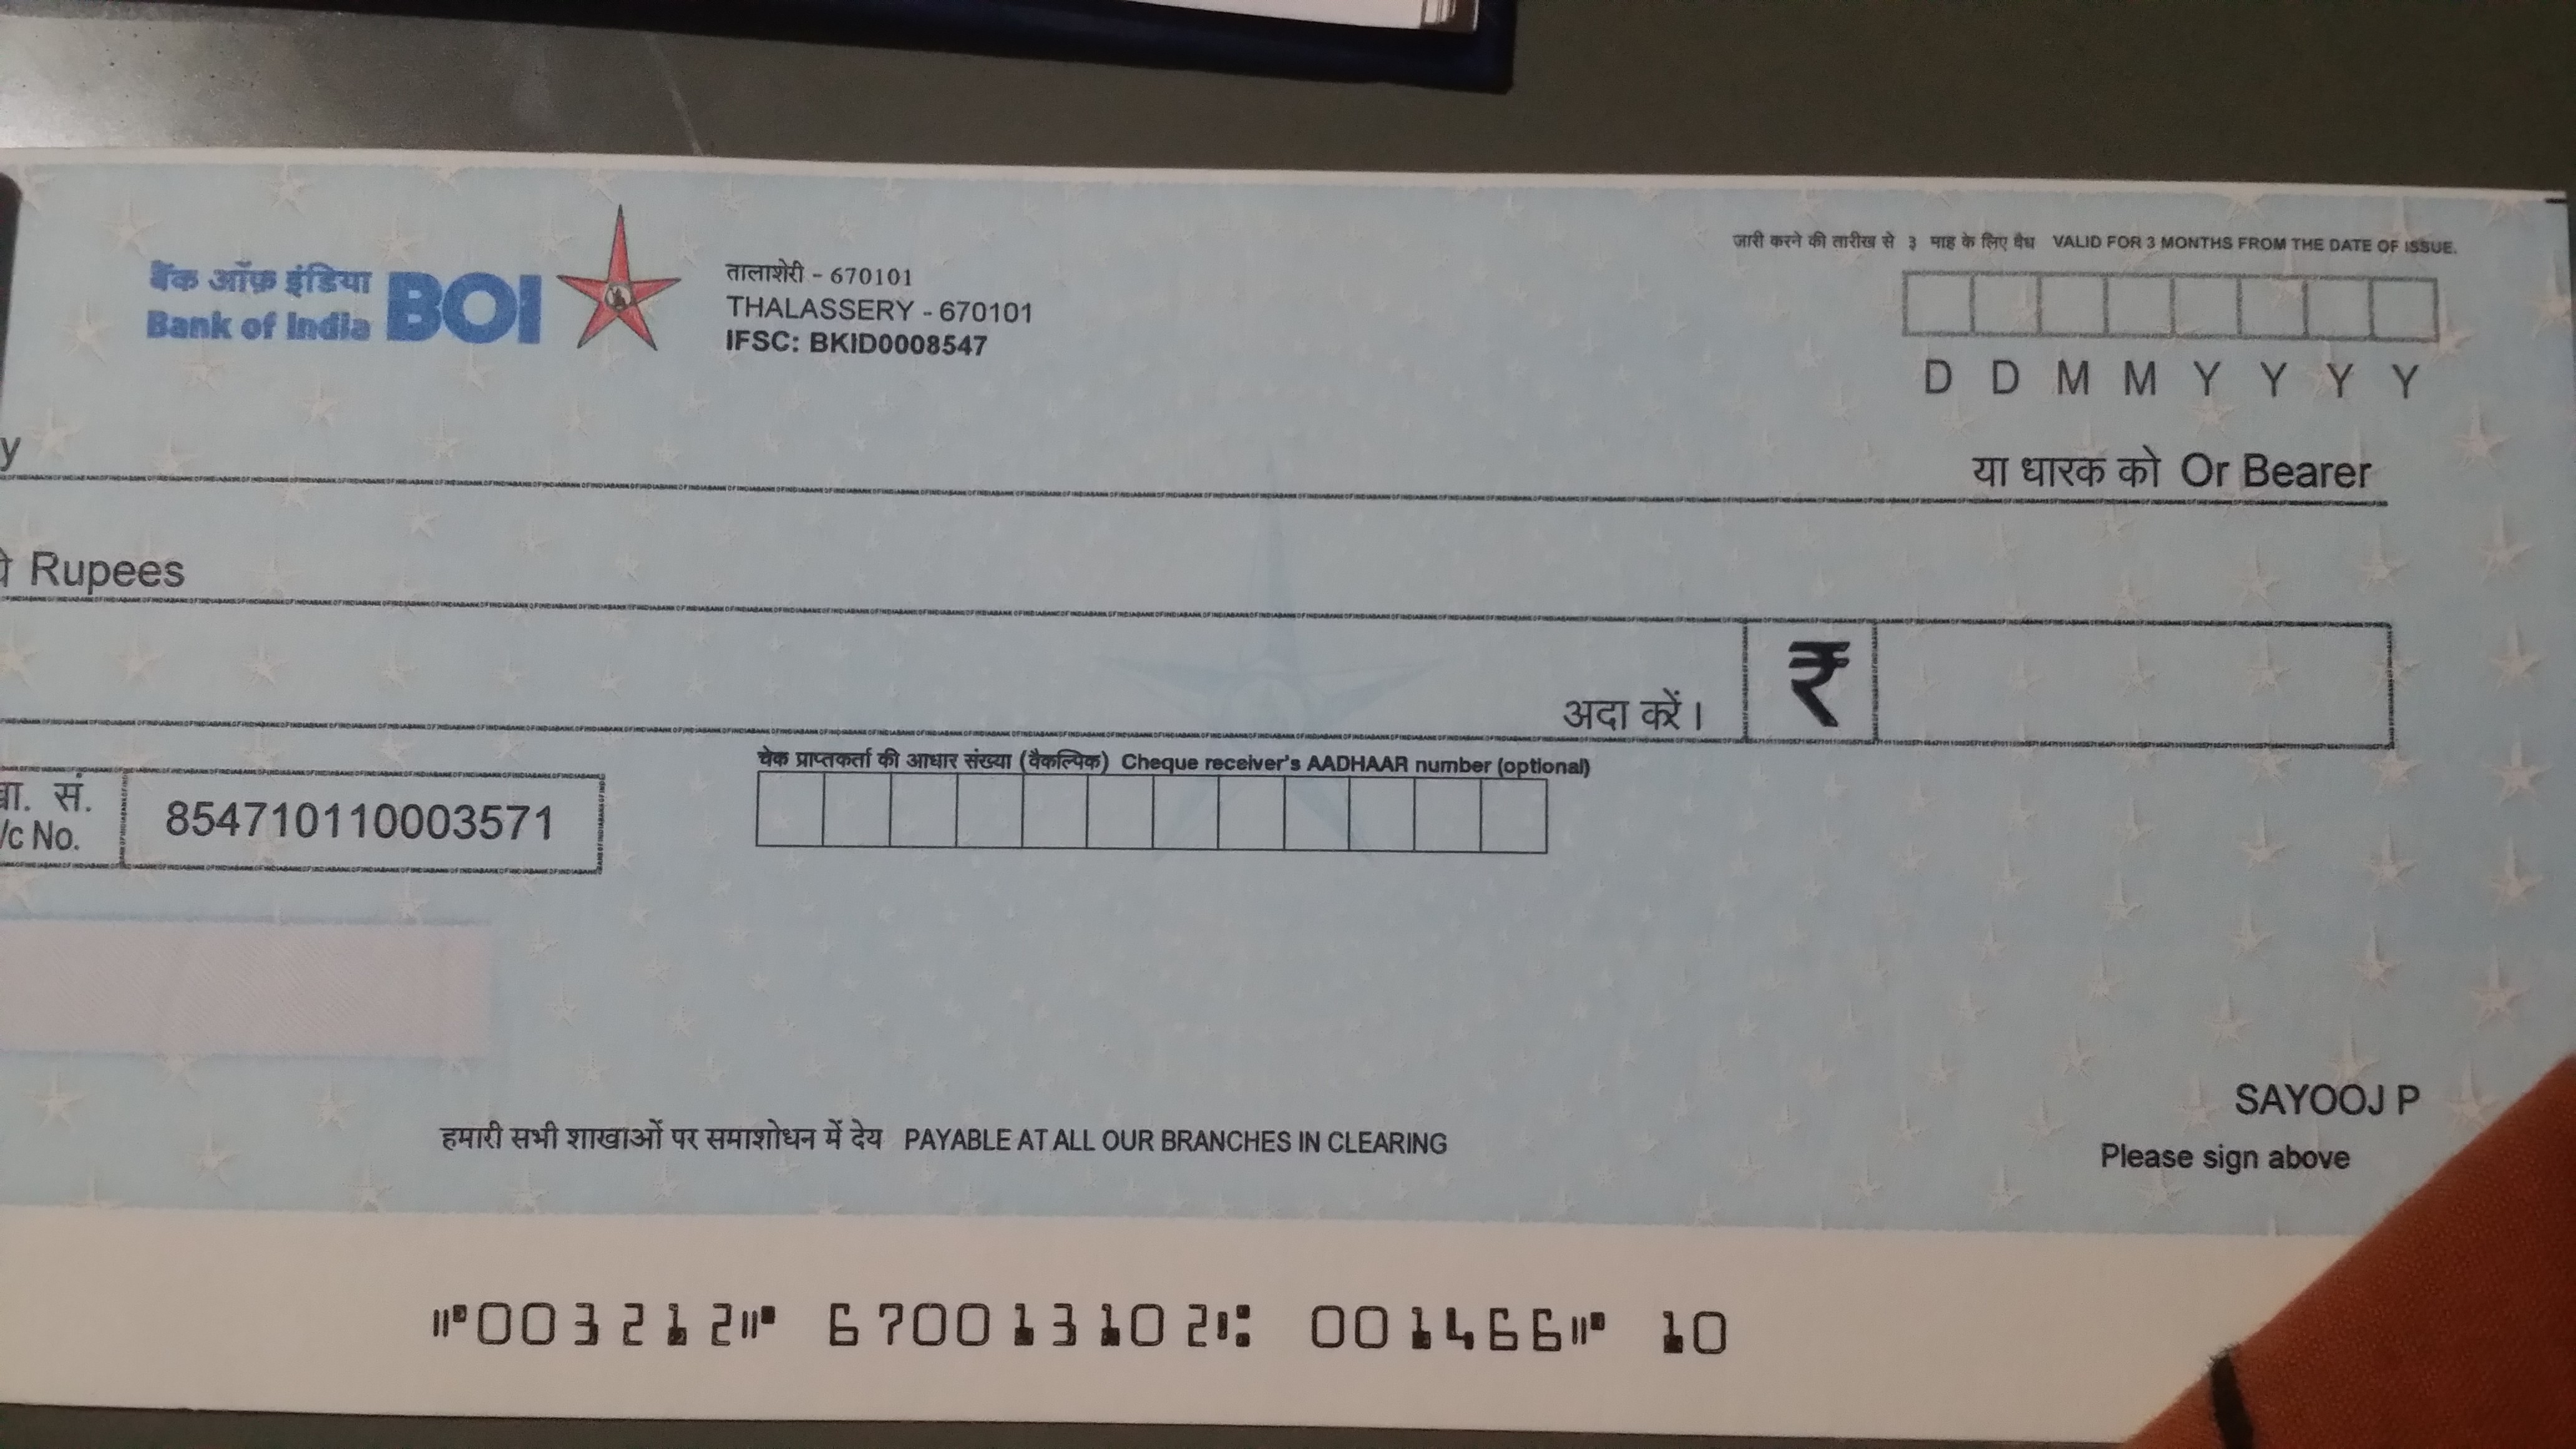 जारी करने की तारीख से ३ माह के लिए वैध VALID FOR 3 MONTHS FROM THE DATE OF ISSUE.
बैंक ऑफ़ इंडिया
Bank of India BOI
तालाशेरी - 670101
THALASSERY - 670101
IFSC: BKID0008547
D D M M Y Y Y Y
या धारक को Or Bearer
Rupees
अदा करें।
₹
चेक प्राप्तकर्ता की आधार संख्या (वैकल्पिक) Cheque receiver's AADHAAR number (optional)
सं.
/c No.
854710110003571
SAYOOJ P
हमारी सभी शाखाओं पर समाशोधन में देय PAYABLE AT ALL OUR BRANCHES IN CLEARING
Please sign above
⑈003212⑈ 670013102⑆ 001466⑈ 10